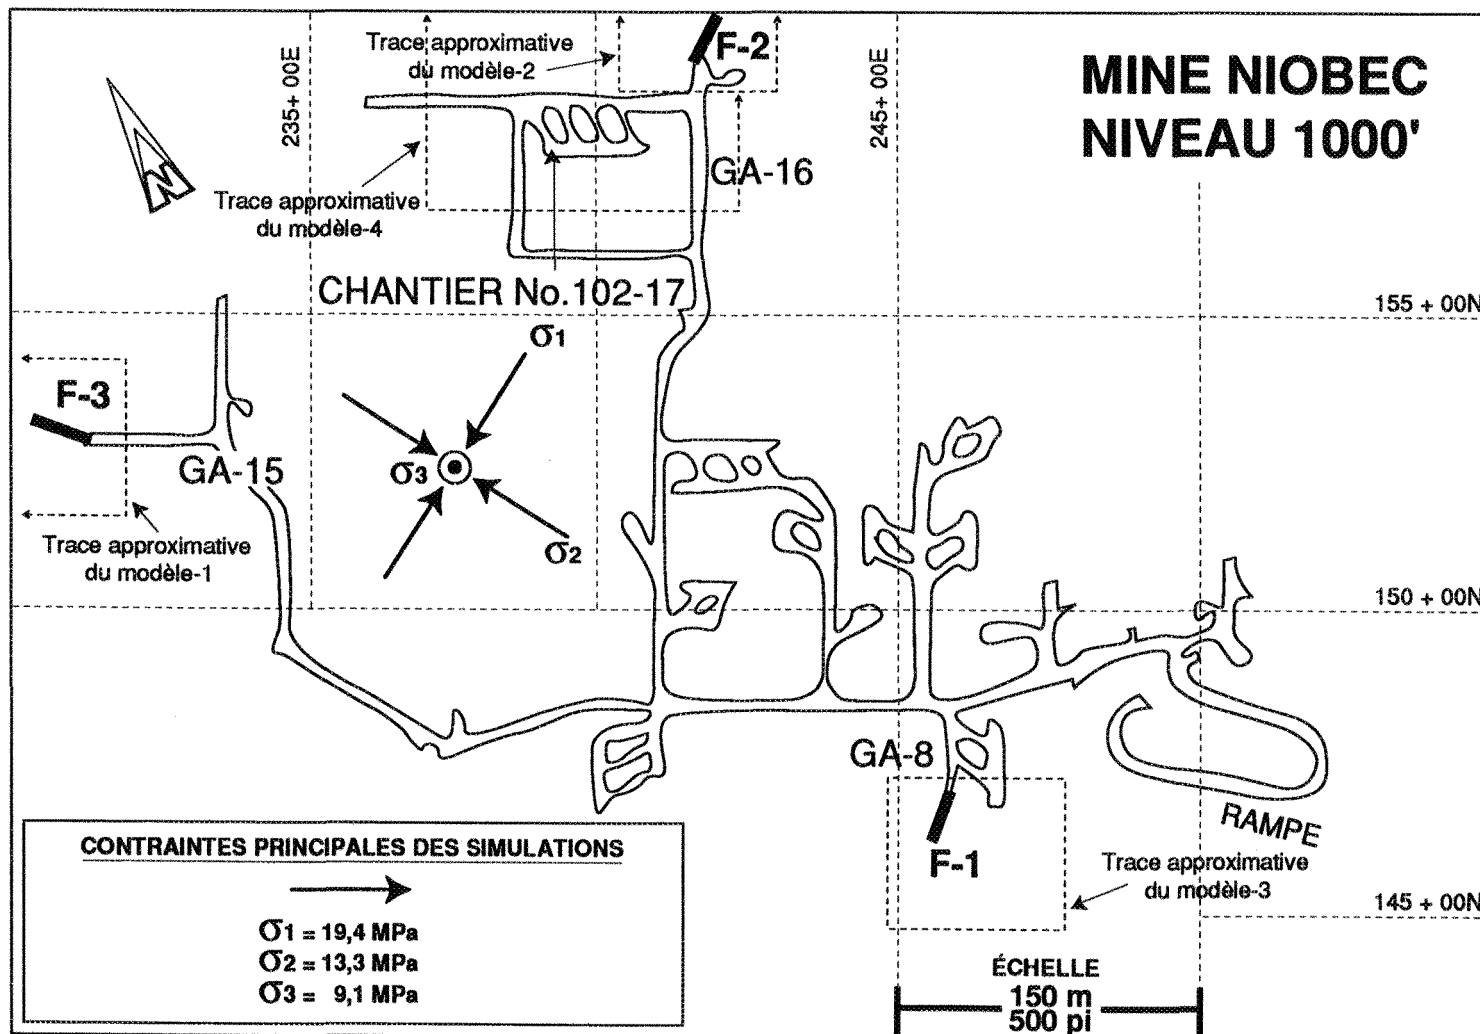 MINE NIOBEC
NIVEAU 1000'
Trace approximative
du modèle-2
F-2
235+ 00E
245+ 00E
N
GA-16
Trace approximative
du modèle-4
CHANTIER No.102-17
155 + 00N
σ1
F-3
GA-15
σ3
σ2
Trace approximative
du modèle-1
150 + 00N
GA-8
RAMPE
F-1
Trace approximative
du modèle-3
145 + 00N
CONTRAINTES PRINCIPALES DES SIMULATIONS
σ1 = 19,4 MPa
σ2 = 13,3 MPa
σ3 = 9,1 MPa
ÉCHELLE
150 m
500 pi